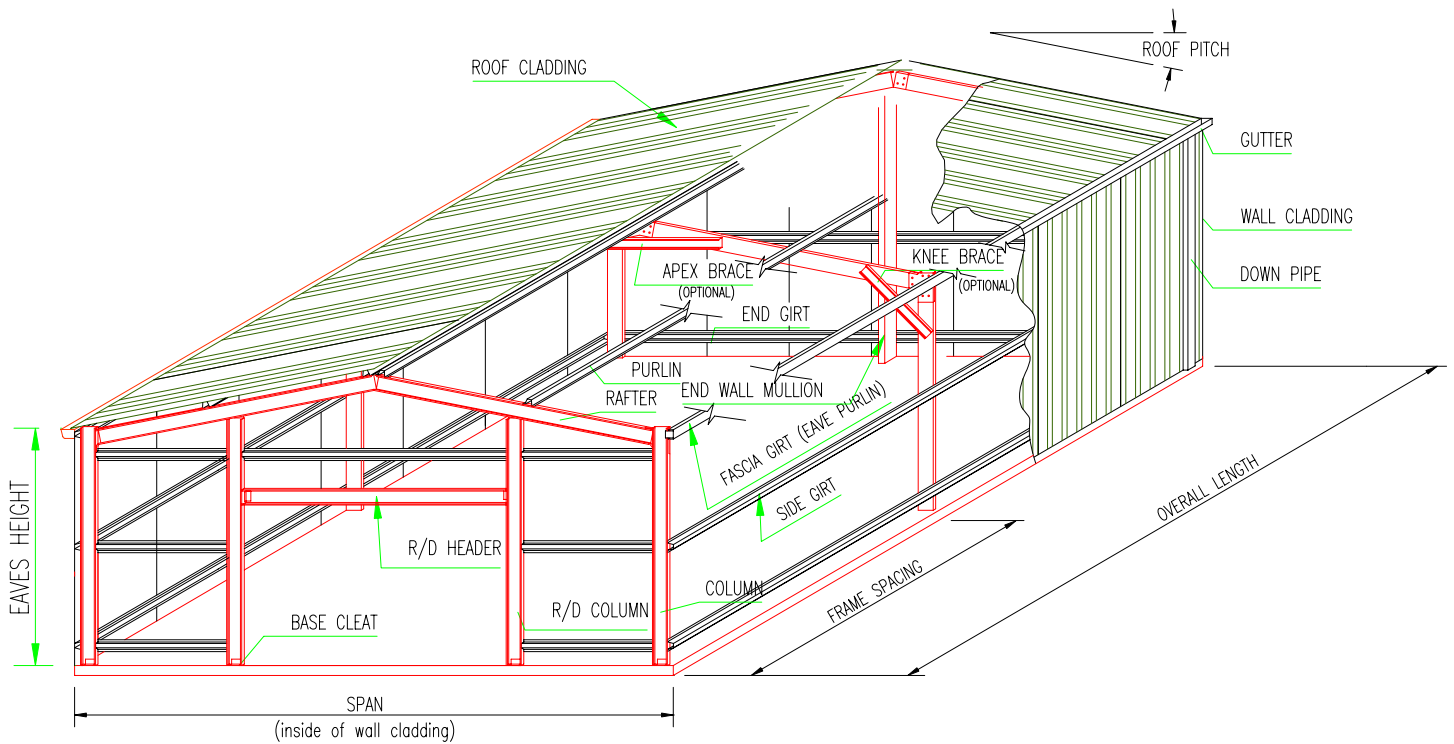 ROOF PITCH
ROOF CLADDING
GUTTER
WALL CLADDING
DOWN PIPE
KNEE BRACE
(OPTIONAL)
APEX BRACE
(OPTIONAL)
END GIRT
PURLIN
END WALL MULLION
RAFTER
FASCIA GIRT (EAVE PURLIN)
SIDE GIRT
OVERALL LENGTH
EAVES HEIGHT
R/D HEADER
FRAME SPACING
COLUMN
R/D COLUMN
BASE CLEAT
SPAN
(inside of wall cladding)